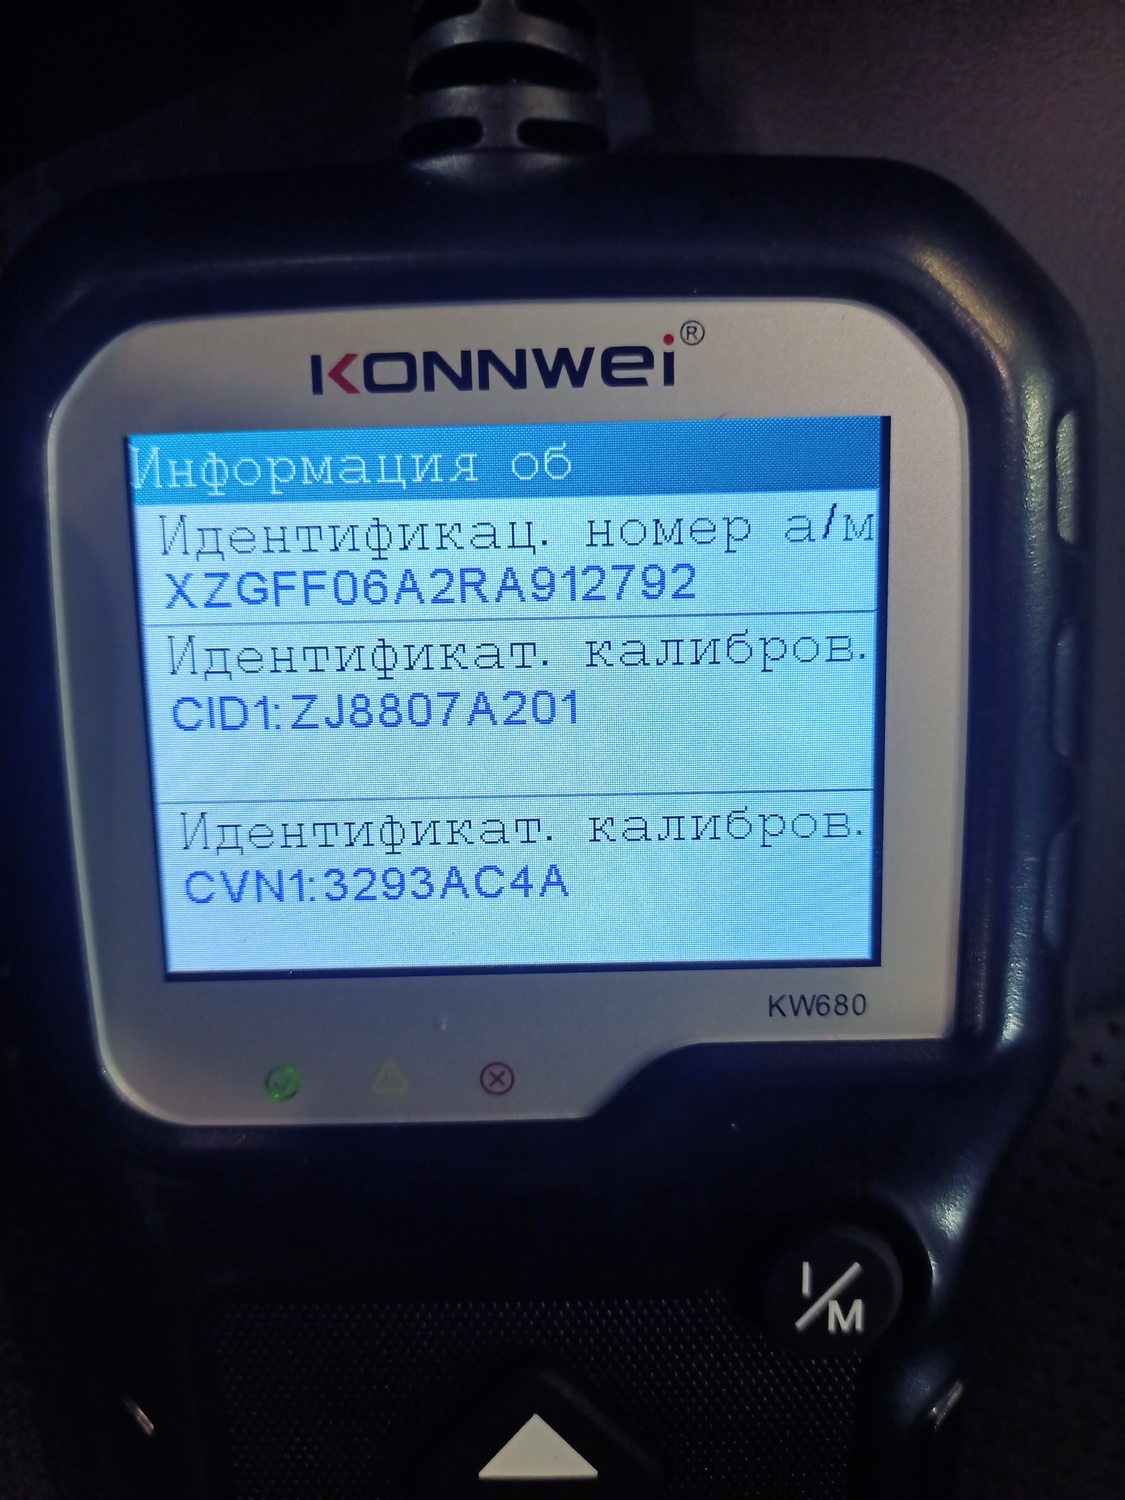 KONNWEI®
Информация об
Идентификац. номер а/м
XZGFF06A2RA912792
Идентификат. калибров.
CID1:ZJ8807A201
Идентификат. калибров.
CVN1:3293AC4A
KW680
I/M